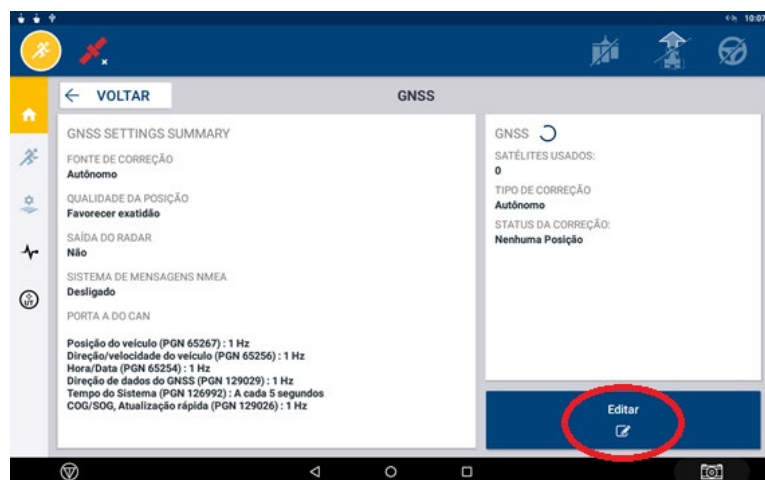 10:07
VOLTAR
GNSS
GNSS SETTINGS SUMMARY
FONTE DE CORREÇÃO
Autônomo
QUALIDADE DA POSIÇÃO
Favorecer exatidão
SAÍDA DO RADAR
Não
SISTEMA DE MENSAGENS NMEA
Desligado
PORTA A DO CAN
Posição do veículo (PGN 65267) : 1 Hz
Direção/velocidade do veículo (PGN 65256) : 1 Hz
Hora/Data (PGN 65254) : 1 Hz
Direção de dados do GNSS (PGN 129029) : 1 Hz
Tempo do Sistema (PGN 126992) : A cada 5 segundos
COG/SOG, Atualização rápida (PGN 129026) : 1 Hz
GNSS
SATÉLITES USADOS:
0
TIPO DE CORREÇÃO
Autônomo
STATUS DA CORREÇÃO:
Nenhuma Posição
Editar
UT